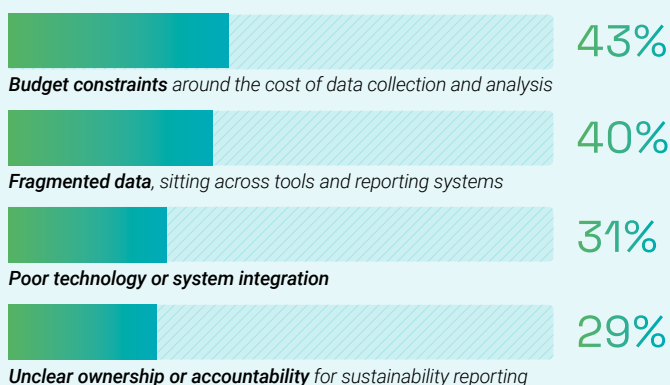 43%
Budget constraints around the cost of data collection and analysis
40%
Fragmented data, sitting across tools and reporting systems
31%
Poor technology or system integration
29%
Unclear ownership or accountability for sustainability reporting